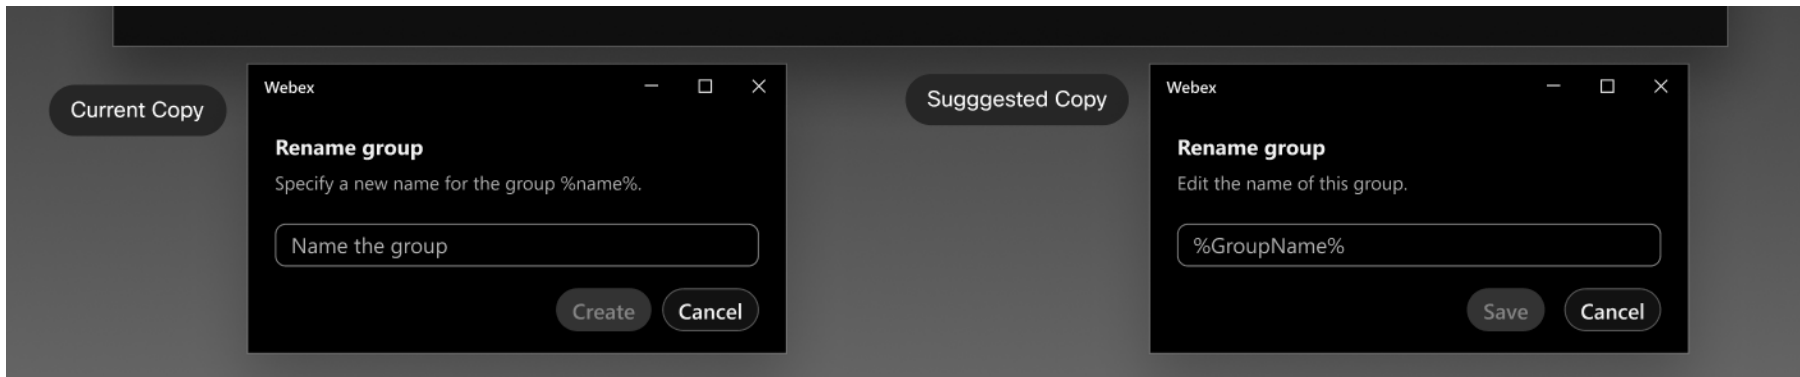 Current Copy
Webex
Rename group
Specify a new name for the group %name%.
Name the group
Create
Cancel
Sugggested Copy
Webex
Rename group
Edit the name of this group.
%GroupName%
Save
Cancel